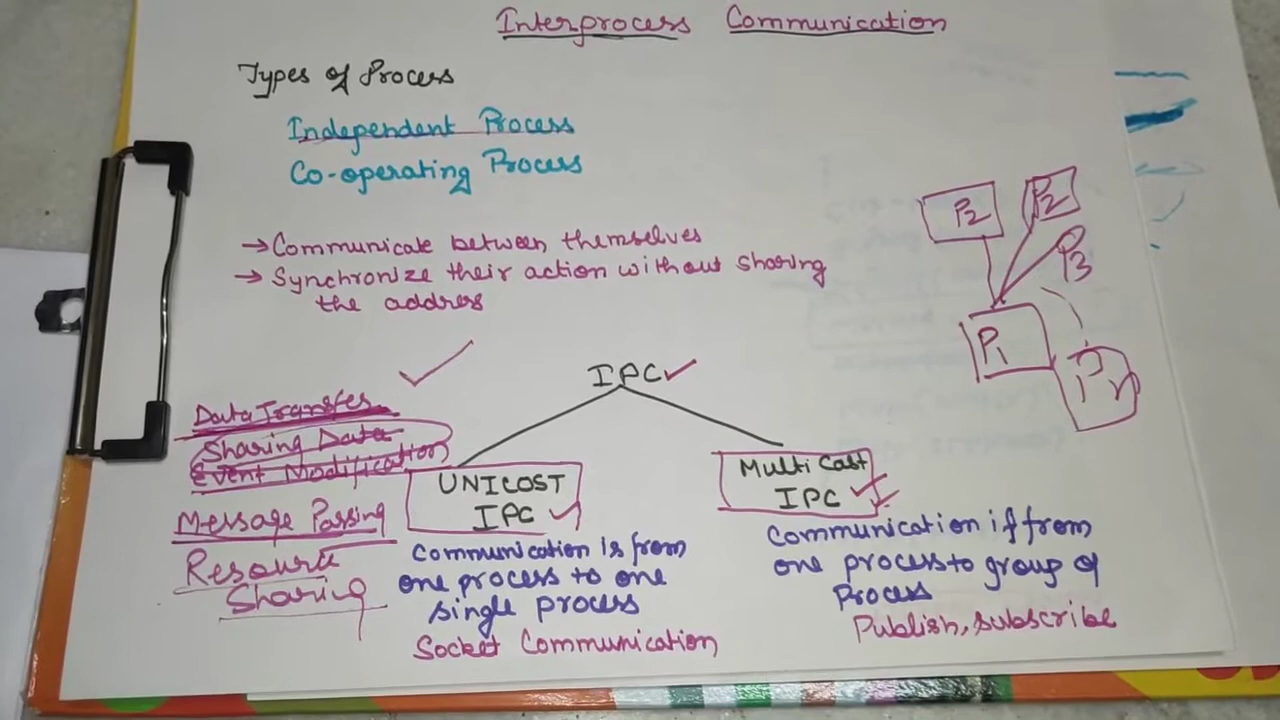 Interprocess Communication
Types of Process
Independent Process
Co-operating Process
→ Communicate between themselves
→ Synchronize their action without sharing
the address
P2
P2
P3
P1
Pn
IPC
Data Transfer
Sharing Data
Event Modification
Message Passing
Resource
Sharing
UNICOST
IPC
Communication is from
one process to one
single process
Socket Communication
Multi Cast
IPC
Communication if from
one process to group of
Process
Publish, subscribe